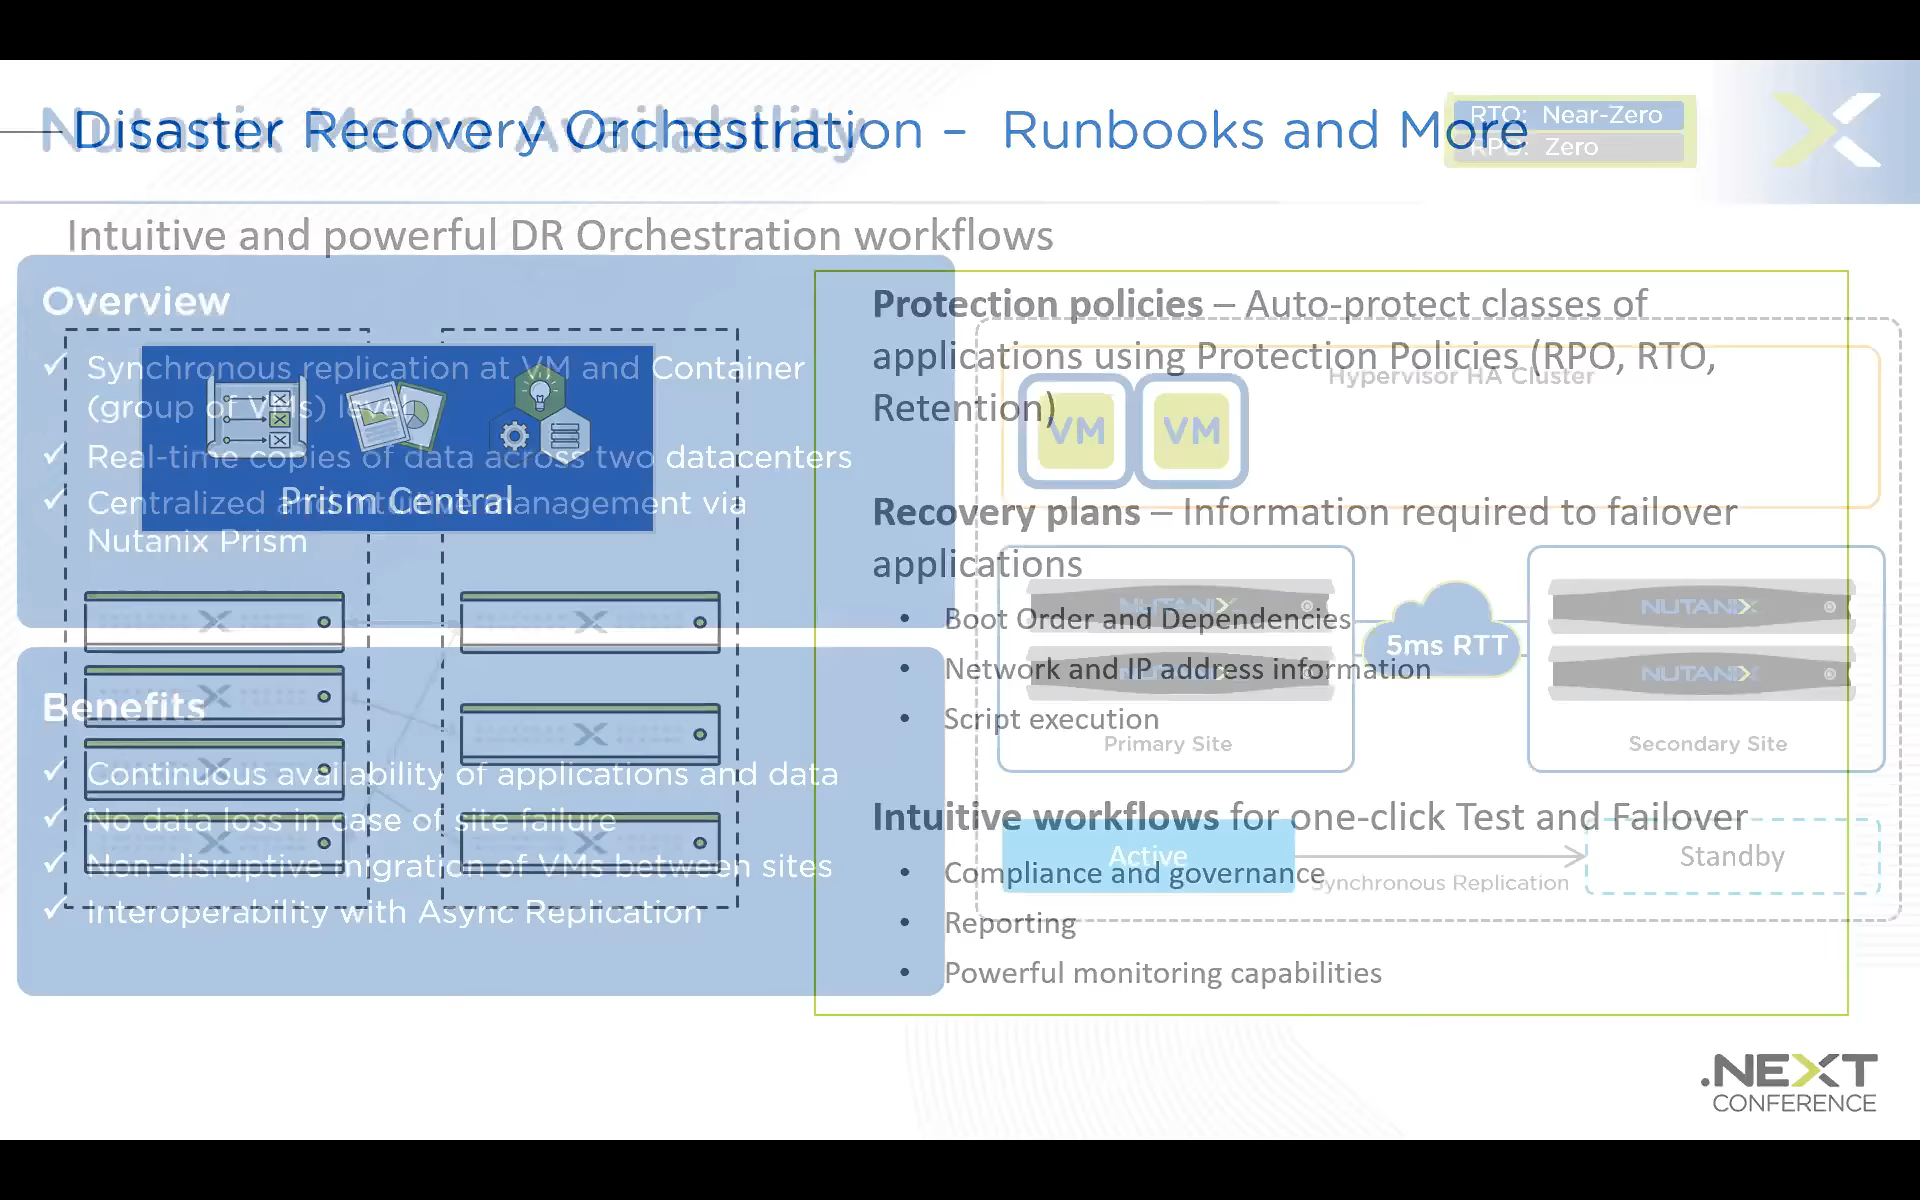 Nutanix Metro Availability
Disaster Recovery Orchestration – Runbooks and More
RTO: Near-Zero
RPO: Zero
Intuitive and powerful DR Orchestration workflows
Overview
✓ Synchronous replication at VM and Container
(group of VMs) level
✓ Real-time copies of data across two datacenters
✓ Centralized and Intuitive management via
Nutanix Prism
Prism Central
Benefits
✓ Continuous availability of applications and data
✓ No data loss in case of site failure
✓ Non-disruptive migration of VMs between sites
✓ Interoperability with Async Replication
Protection policies – Auto-protect classes of
applications using Protection Policies (RPO, RTO,
Retention)
Recovery plans – Information required to failover
applications
• Boot Order and Dependencies
• Network and IP address information
• Script execution
Intuitive workflows for one-click Test and Failover
• Compliance and governance
• Reporting
• Powerful monitoring capabilities
Hypervisor HA Cluster
VM VM
NUTANIX
NUTANIX
Primary Site
5ms RTT
NUTANIX
NUTANIX
Secondary Site
Active
Synchronous Replication
Standby
.NEXT
CONFERENCE